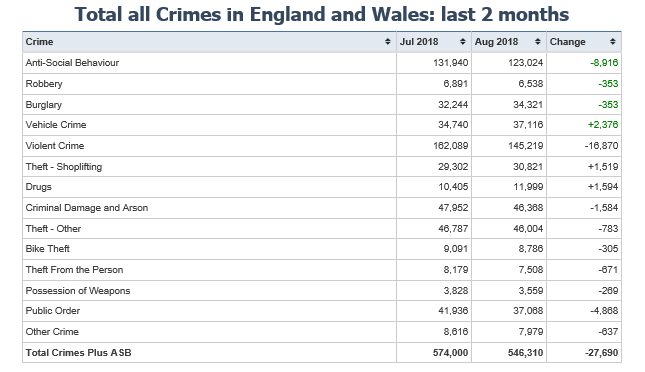 Total all Crimes in England and Wales: last 2 months
Crime Jul 2018 Aug 2018 Change
Anti-Social Behaviour 131,940 123,024 -8,916
Robbery 6,891 6,538 -353
Burglary 32,244 34,321 -353
Vehicle Crime 34,740 37,116 +2,376
Violent Crime 162,089 145,219 -16,870
Theft - Shoplifting 29,302 30,821 +1,519
Drugs 10,405 11,999 +1,594
Criminal Damage and Arson 47,952 46,368 -1,584
Theft - Other 46,787 46,004 -783
Bike Theft 9,091 8,786 -305
Theft From the Person 8,179 7,508 -671
Possession of Weapons 3,828 3,559 -269
Public Order 41,936 37,068 -4,868
Other Crime 8,616 7,979 -637
Total Crimes Plus ASB 574,000 546,310 -27,690